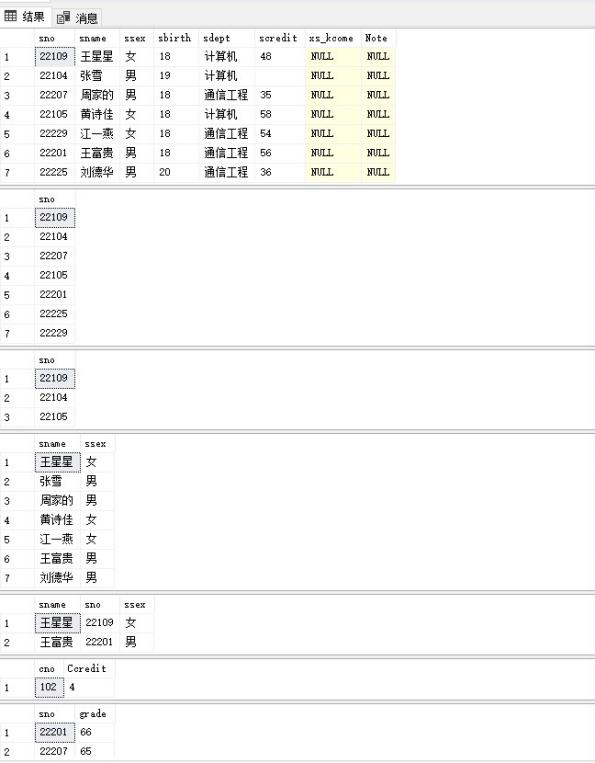 结果 消息
sno sname ssex sbirth sdept scredit xs_kcome Note
1 22109 王星星 女 18 计算机 48 NULL NULL
2 22104 张雪 男 19 计算机 NULL NULL
3 22207 周家的 男 18 通信工程 35 NULL NULL
4 22105 黄诗佳 女 18 计算机 58 NULL NULL
5 22229 江一燕 女 18 通信工程 54 NULL NULL
6 22201 王富贵 男 18 通信工程 56 NULL NULL
7 22225 刘德华 男 20 通信工程 36 NULL NULL
sno
1 22109
2 22104
3 22207
4 22105
5 22201
6 22225
7 22229
sno
1 22109
2 22104
3 22105
sname ssex
1 王星星 女
2 张雪 男
3 周家的 男
4 黄诗佳 女
5 江一燕 女
6 王富贵 男
7 刘德华 男
sname sno ssex
1 王星星 22109 女
2 王富贵 22201 男
cno Ccredit
1 102 4
sno grade
1 22201 66
2 22207 65